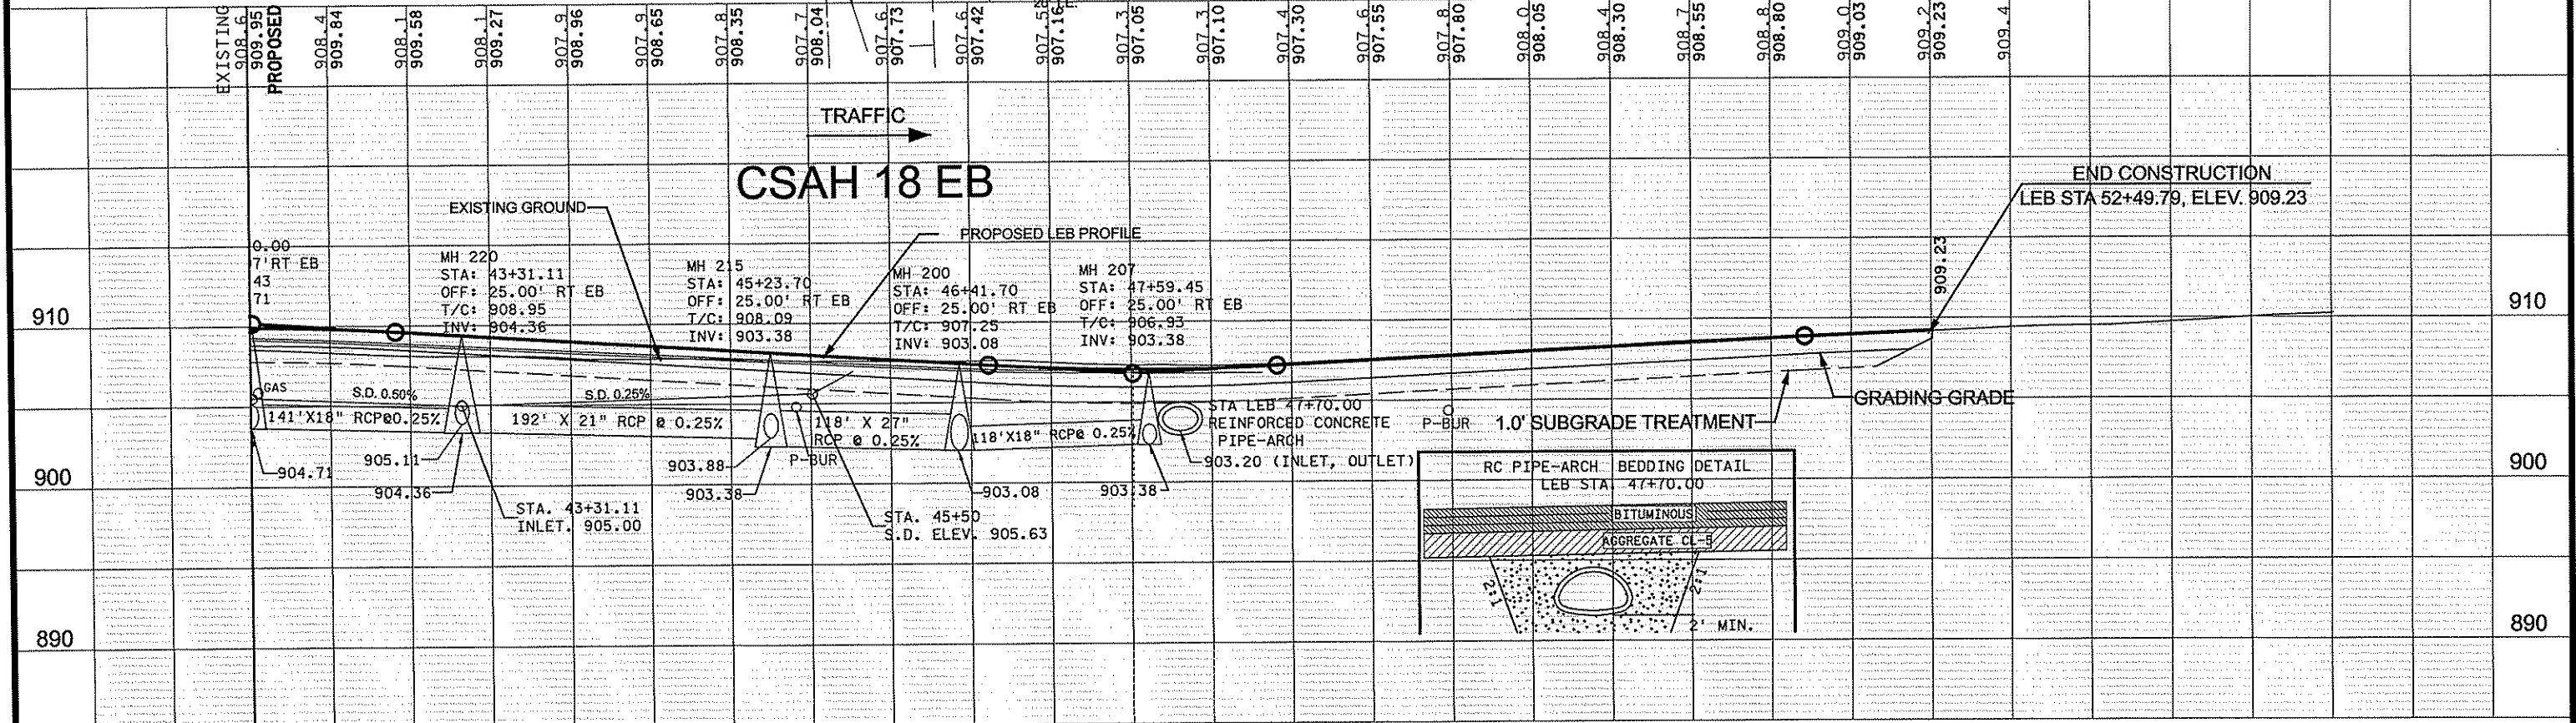 EXISTING
908.6
909.95
PROPOSED
908.4
909.84
908.1
909.58
908.1
909.27
907.9
908.96
907.9
908.65
907.8
908.35
907.7
908.04
907.6
907.73
907.6
907.42
907.5
907.16
907.3
907.05
907.3
907.10
907.4
907.30
907.6
907.55
907.8
907.80
908.0
908.05
908.4
908.30
908.7
908.55
908.8
908.80
909.0
909.03
909.2
909.23
909.4
TRAFFIC
CSAH 18 EB
END CONSTRUCTION
LEB STA 52+49.79, ELEV. 909.23
EXISTING GROUND
PROPOSED LEB PROFILE
909.23
0.00
7'RT EB
43
71
MH 220
STA: 43+31.11
OFF: 25.00' RT EB
T/C: 908.95
INV: 904.36
MH 215
STA: 45+23.70
OFF: 25.00' RT EB
T/C: 908.09
INV: 903.38
MH 200
STA: 46+41.70
OFF: 25.00' RT EB
T/C: 907.25
INV: 903.08
MH 207
STA: 47+59.45
OFF: 25.00' RT EB
T/C: 906.93
INV: 903.38
910
910
GAS
S.D. 0.50%
S.D. 0.25%
141'X18" RCP@0.25%
192' X 21" RCP @ 0.25%
118' X 27"
RCP @ 0.25%
118'X18" RCP@ 0.25%
STA LEB 47+70.00
REINFORCED CONCRETE
PIPE-ARCH
903.20 (INLET, OUTLET)
P-BUR
1.0' SUBGRADE TREATMENT
GRADING GRADE
904.71
905.11
904.36
903.88
P-BUR
903.38
903.08
903.38
900
900
STA. 43+31.11
INLET. 905.00
STA. 45+50
S.D. ELEV. 905.63
RC PIPE-ARCH BEDDING DETAIL
LEB STA. 47+70.00
BITUMINOUS
AGGREGATE CL-5
2:1
2:1
2' MIN.
890
890